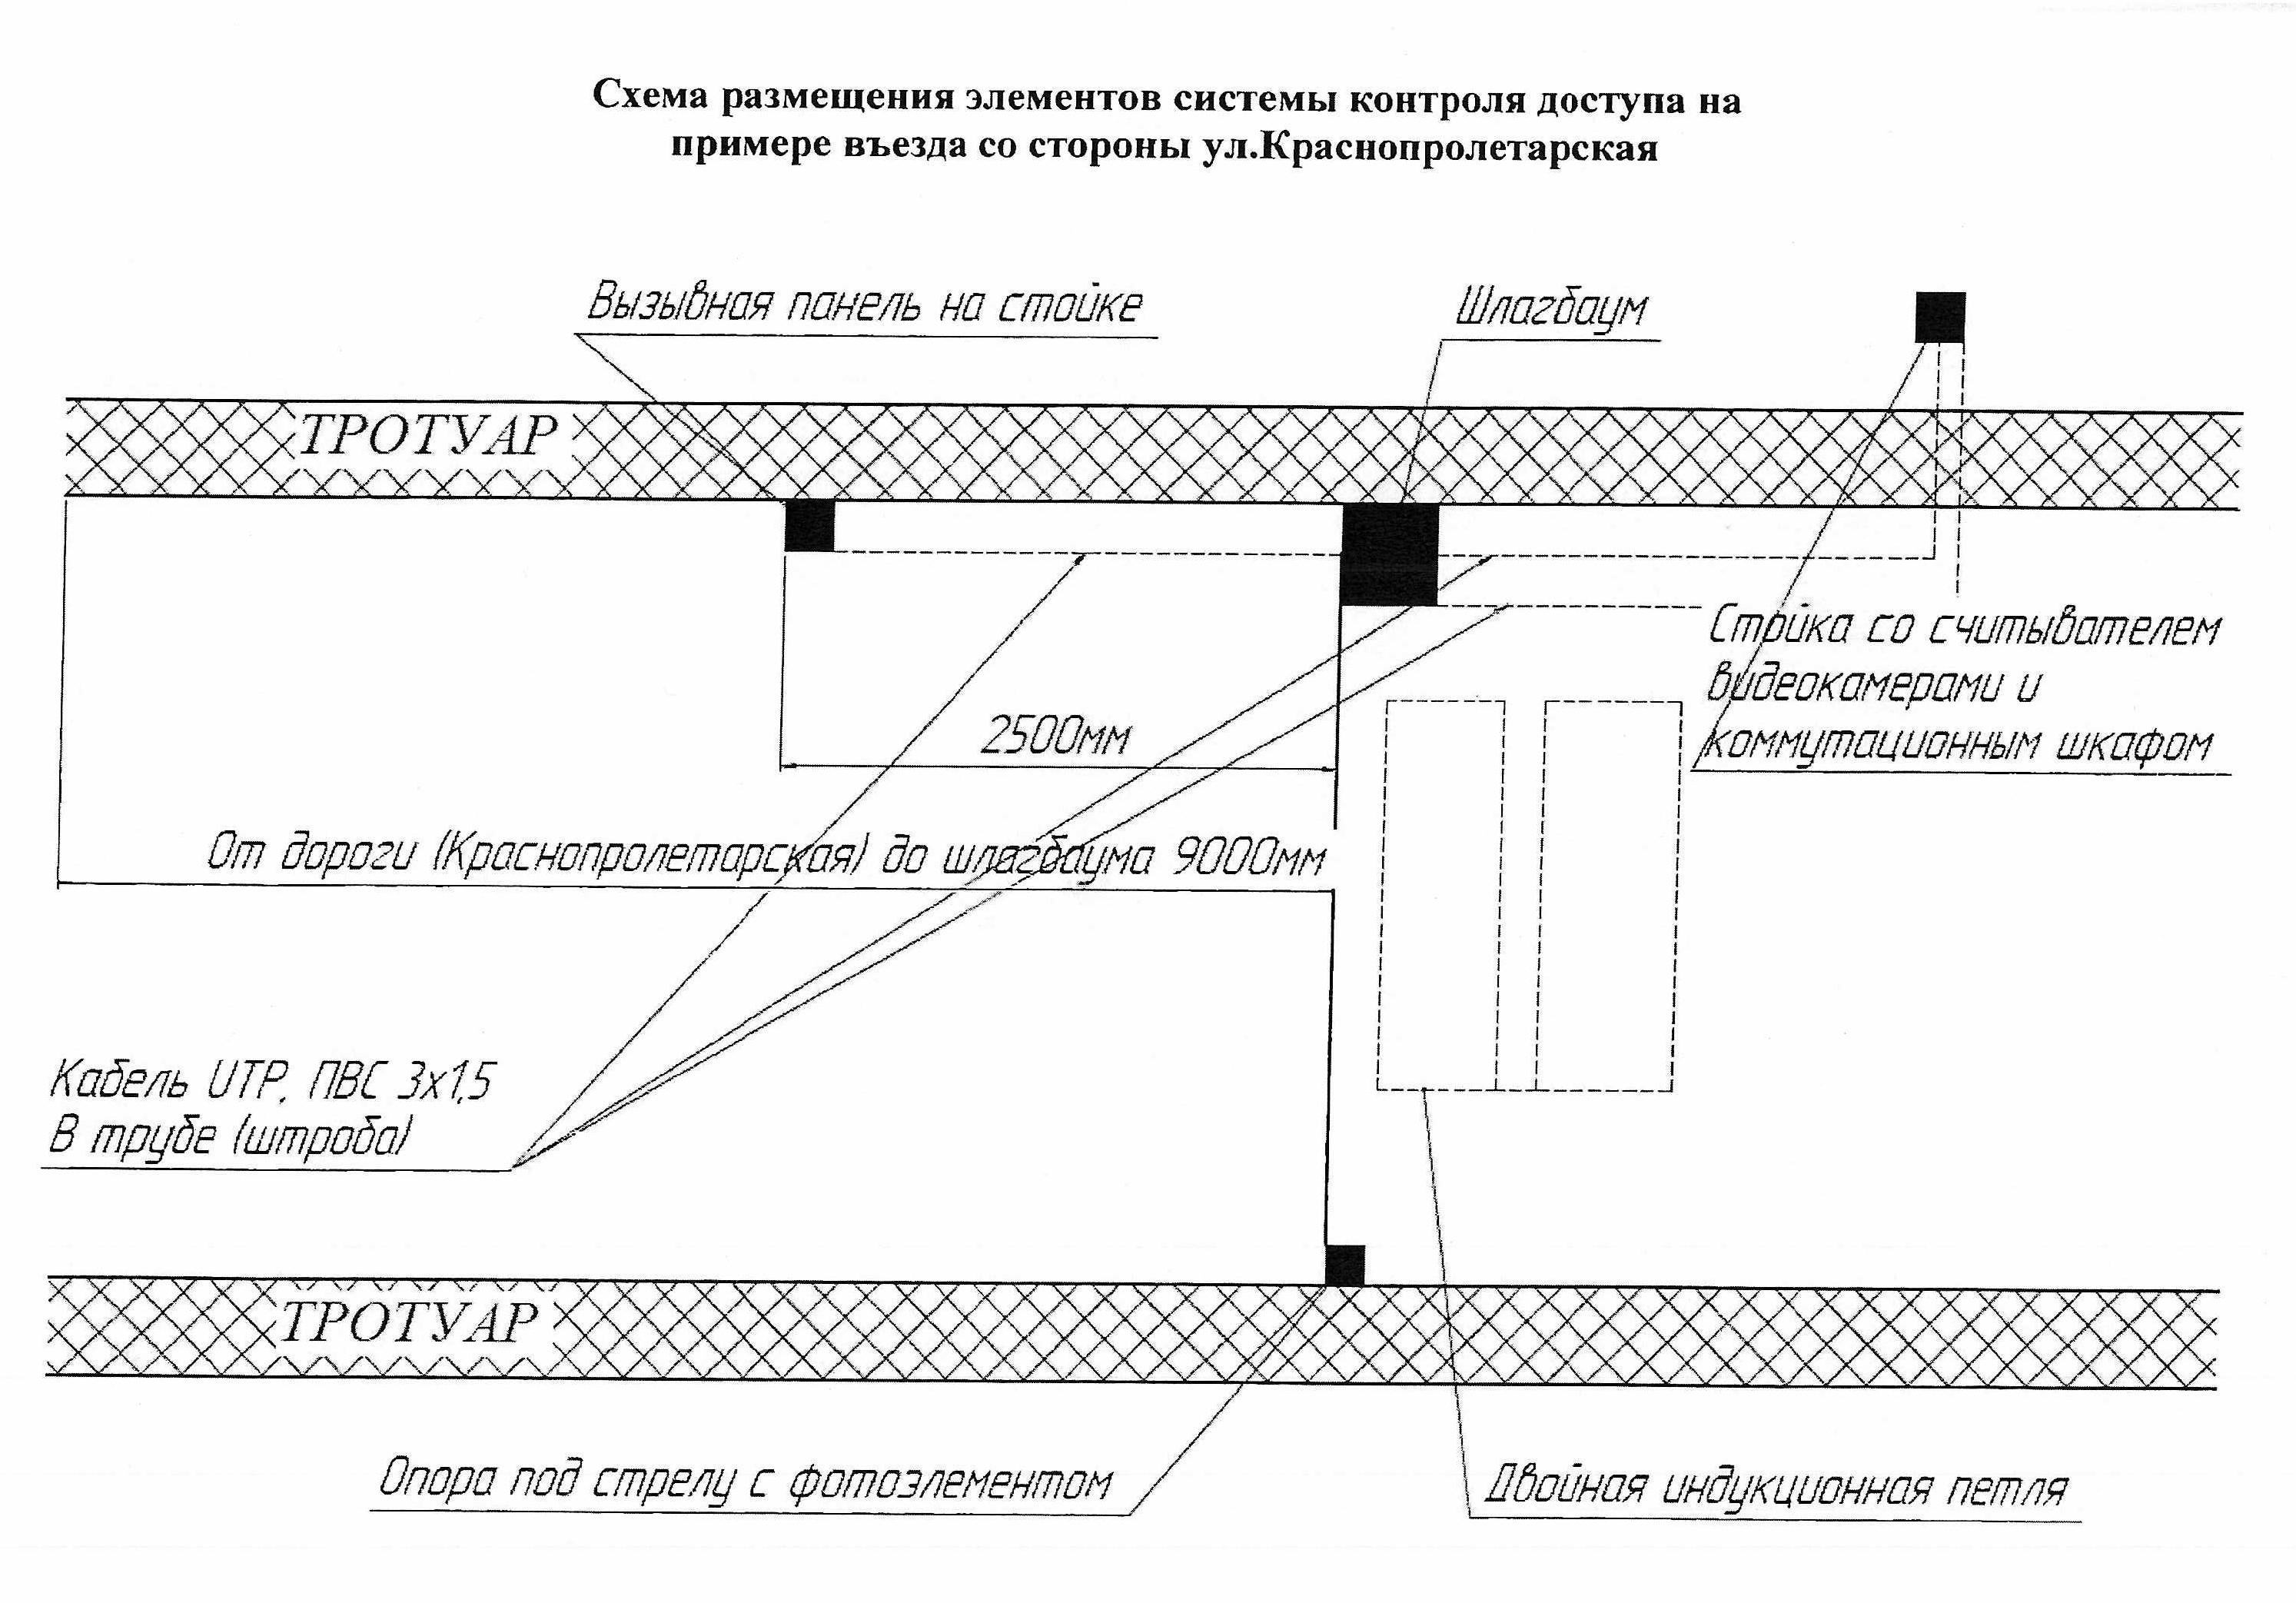 Схема размещения элементов системы контроля доступа на
примере въезда со стороны ул.Краснопролетарская
Вызывная панель на стойке
Шлагбаум
ТРОТУАР
Стойка со считывателем
видеокамерами и
коммутационным шкафом
2500мм
От дороги (Краснопролетарская) до шлагбаума 9000мм
Кабель UTP, ПВС 3х1,5
В трубе (штроба)
ТРОТУАР
Опора под стрелу с фотоэлементом
Двойная индукционная петля